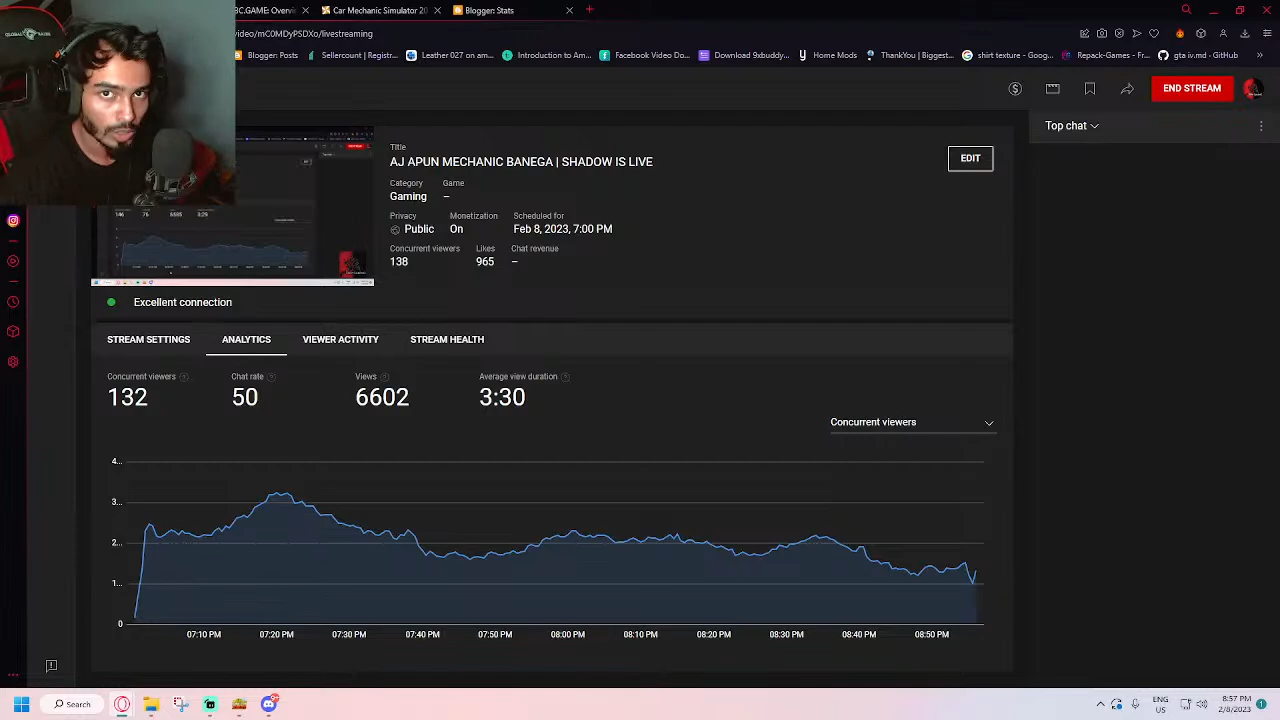 BC.GAME: Overvi
Car Mechanic Simulator 20
Blogger: Stats
video/mC0MDyPSDXo/livestreaming
Blogger: Posts
Sellercount | Registr...
Leather 027 on am...
Introduction to Am...
Facebook Video Do...
Download 9xbuddy...
Home Mods
ThankYou | Biggest...
shirt texture - Goog...
Repack Games
gta iv.md · GitHub
END STREAM
Top chat
Title
AJ APUN MECHANIC BANEGA | SHADOW IS LIVE
EDIT
Category Game
Gaming –
Privacy Monetization Scheduled for
Public On Feb 8, 2023, 7:00 PM
Concurrent viewers Likes Chat revenue
138 965 –
146 76 6585 3:29
Excellent connection
STREAM SETTINGS ANALYTICS VIEWER ACTIVITY STREAM HEALTH
Concurrent viewers Chat rate Views Average view duration
132 50 6602 3:30
Concurrent viewers
4...
3...
2...
1...
0
07:10 PM 07:20 PM 07:30 PM 07:40 PM 07:50 PM 08:00 PM 08:10 PM 08:20 PM 08:30 PM 08:40 PM 08:50 PM
Search
ENG
US
8:57 PM
2/8/2023